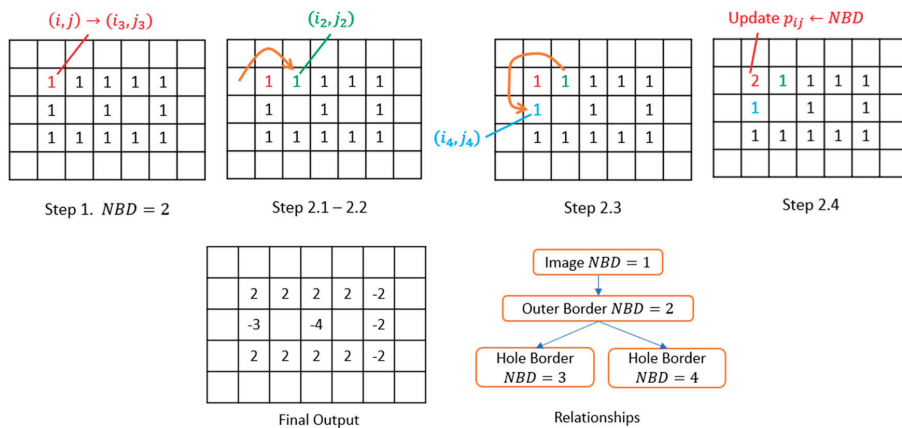 (i, j) → (i₃, j₃)
1 1 1 1 1
1 1 1
1 1 1 1 1
Step 1. NBD = 2
(i₂, j₂)
1 1 1 1 1
1 1 1
1 1 1 1 1
Step 2.1 – 2.2
(i₄, j₄)
1 1 1 1 1
1 1 1
1 1 1 1 1
Step 2.3
Update pᵢⱼ ← NBD
2 1 1 1 1
1 1 1
1 1 1 1 1
Step 2.4
2 2 2 2 -2
-3 -4 -2
2 2 2 2 -2
Final Output
Image NBD = 1
Outer Border NBD = 2
Hole Border
NBD = 3
Hole Border
NBD = 4
Relationships